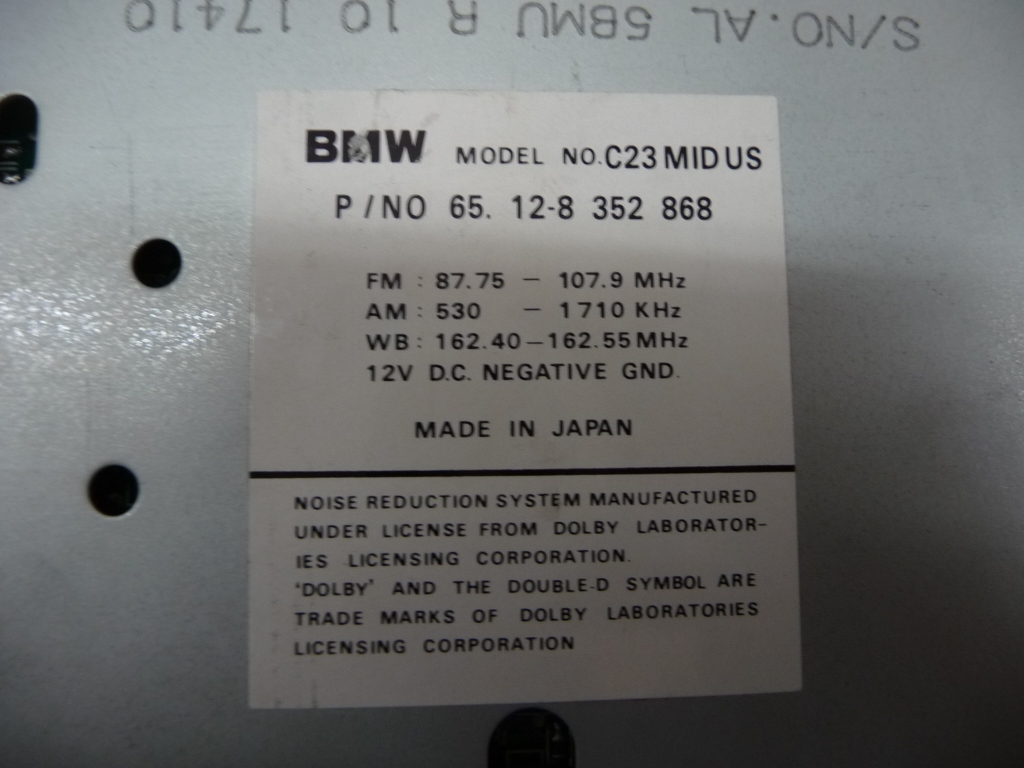 S/NO.AL 5BMU R 10 17410
BMW MODEL NO.C23 MID US
P/NO 65. 12-8 352 868
FM : 87.75 — 107.9 MHz
AM : 530 — 1710 KHz
WB : 162.40—162.55 MHz
12V D.C. NEGATIVE GND.
MADE IN JAPAN
NOISE REDUCTION SYSTEM MANUFACTURED
UNDER LICENSE FROM DOLBY LABORATOR-
IES LICENSING CORPORATION.
'DOLBY' AND THE DOUBLE-D SYMBOL ARE
TRADE MARKS OF DOLBY LABORATORIES
LICENSING CORPORATION